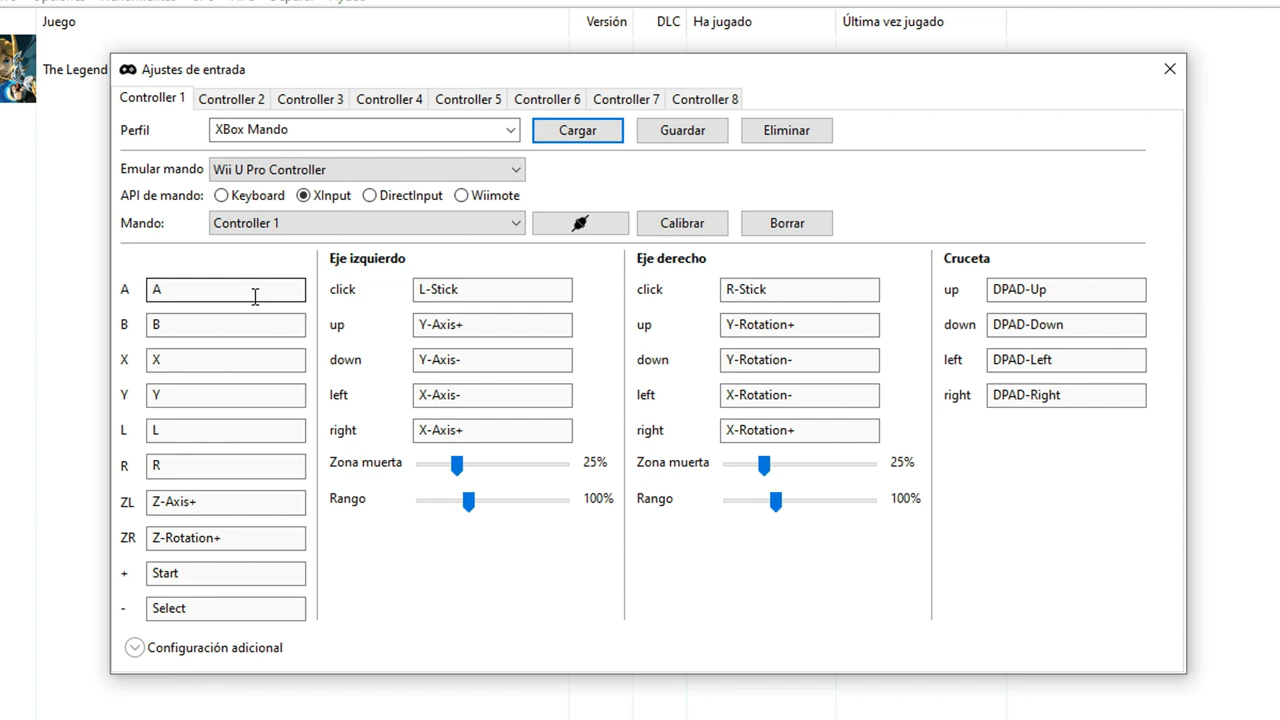 Juego Versión DLC Ha jugado Última vez jugado
The Legend
Ajustes de entrada
Controller 1 Controller 2 Controller 3 Controller 4 Controller 5 Controller 6 Controller 7 Controller 8
Perfil XBox Mando Cargar Guardar Eliminar
Emular mando Wii U Pro Controller
API de mando: Keyboard XInput DirectInput Wiimote
Mando: Controller 1 Calibrar Borrar
Eje izquierdo Eje derecho Cruceta
A A click L-Stick click R-Stick up DPAD-Up
B B up Y-Axis+ up Y-Rotation+ down DPAD-Down
X X down Y-Axis- down Y-Rotation- left DPAD-Left
Y Y left X-Axis- left X-Rotation- right DPAD-Right
L L right X-Axis+ right X-Rotation+
R R Zona muerta 25% Zona muerta 25%
ZL Z-Axis+ Rango 100% Rango 100%
ZR Z-Rotation+
+ Start
- Select
Configuración adicional